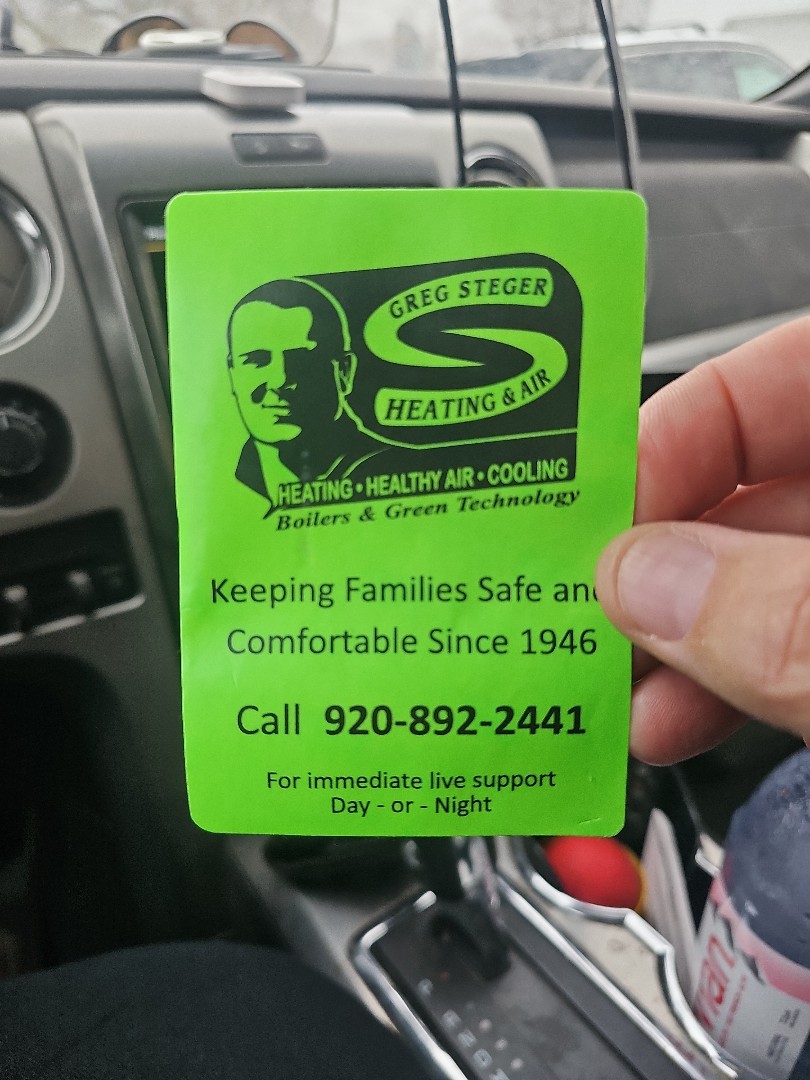 GREG STEGER
HEATING & AIR
HEATING • HEALTHY AIR • COOLING
Boilers & Green Technology
Keeping Families Safe and
Comfortable Since 1946
Call 920-892-2441
For immediate live support
Day - or - Night